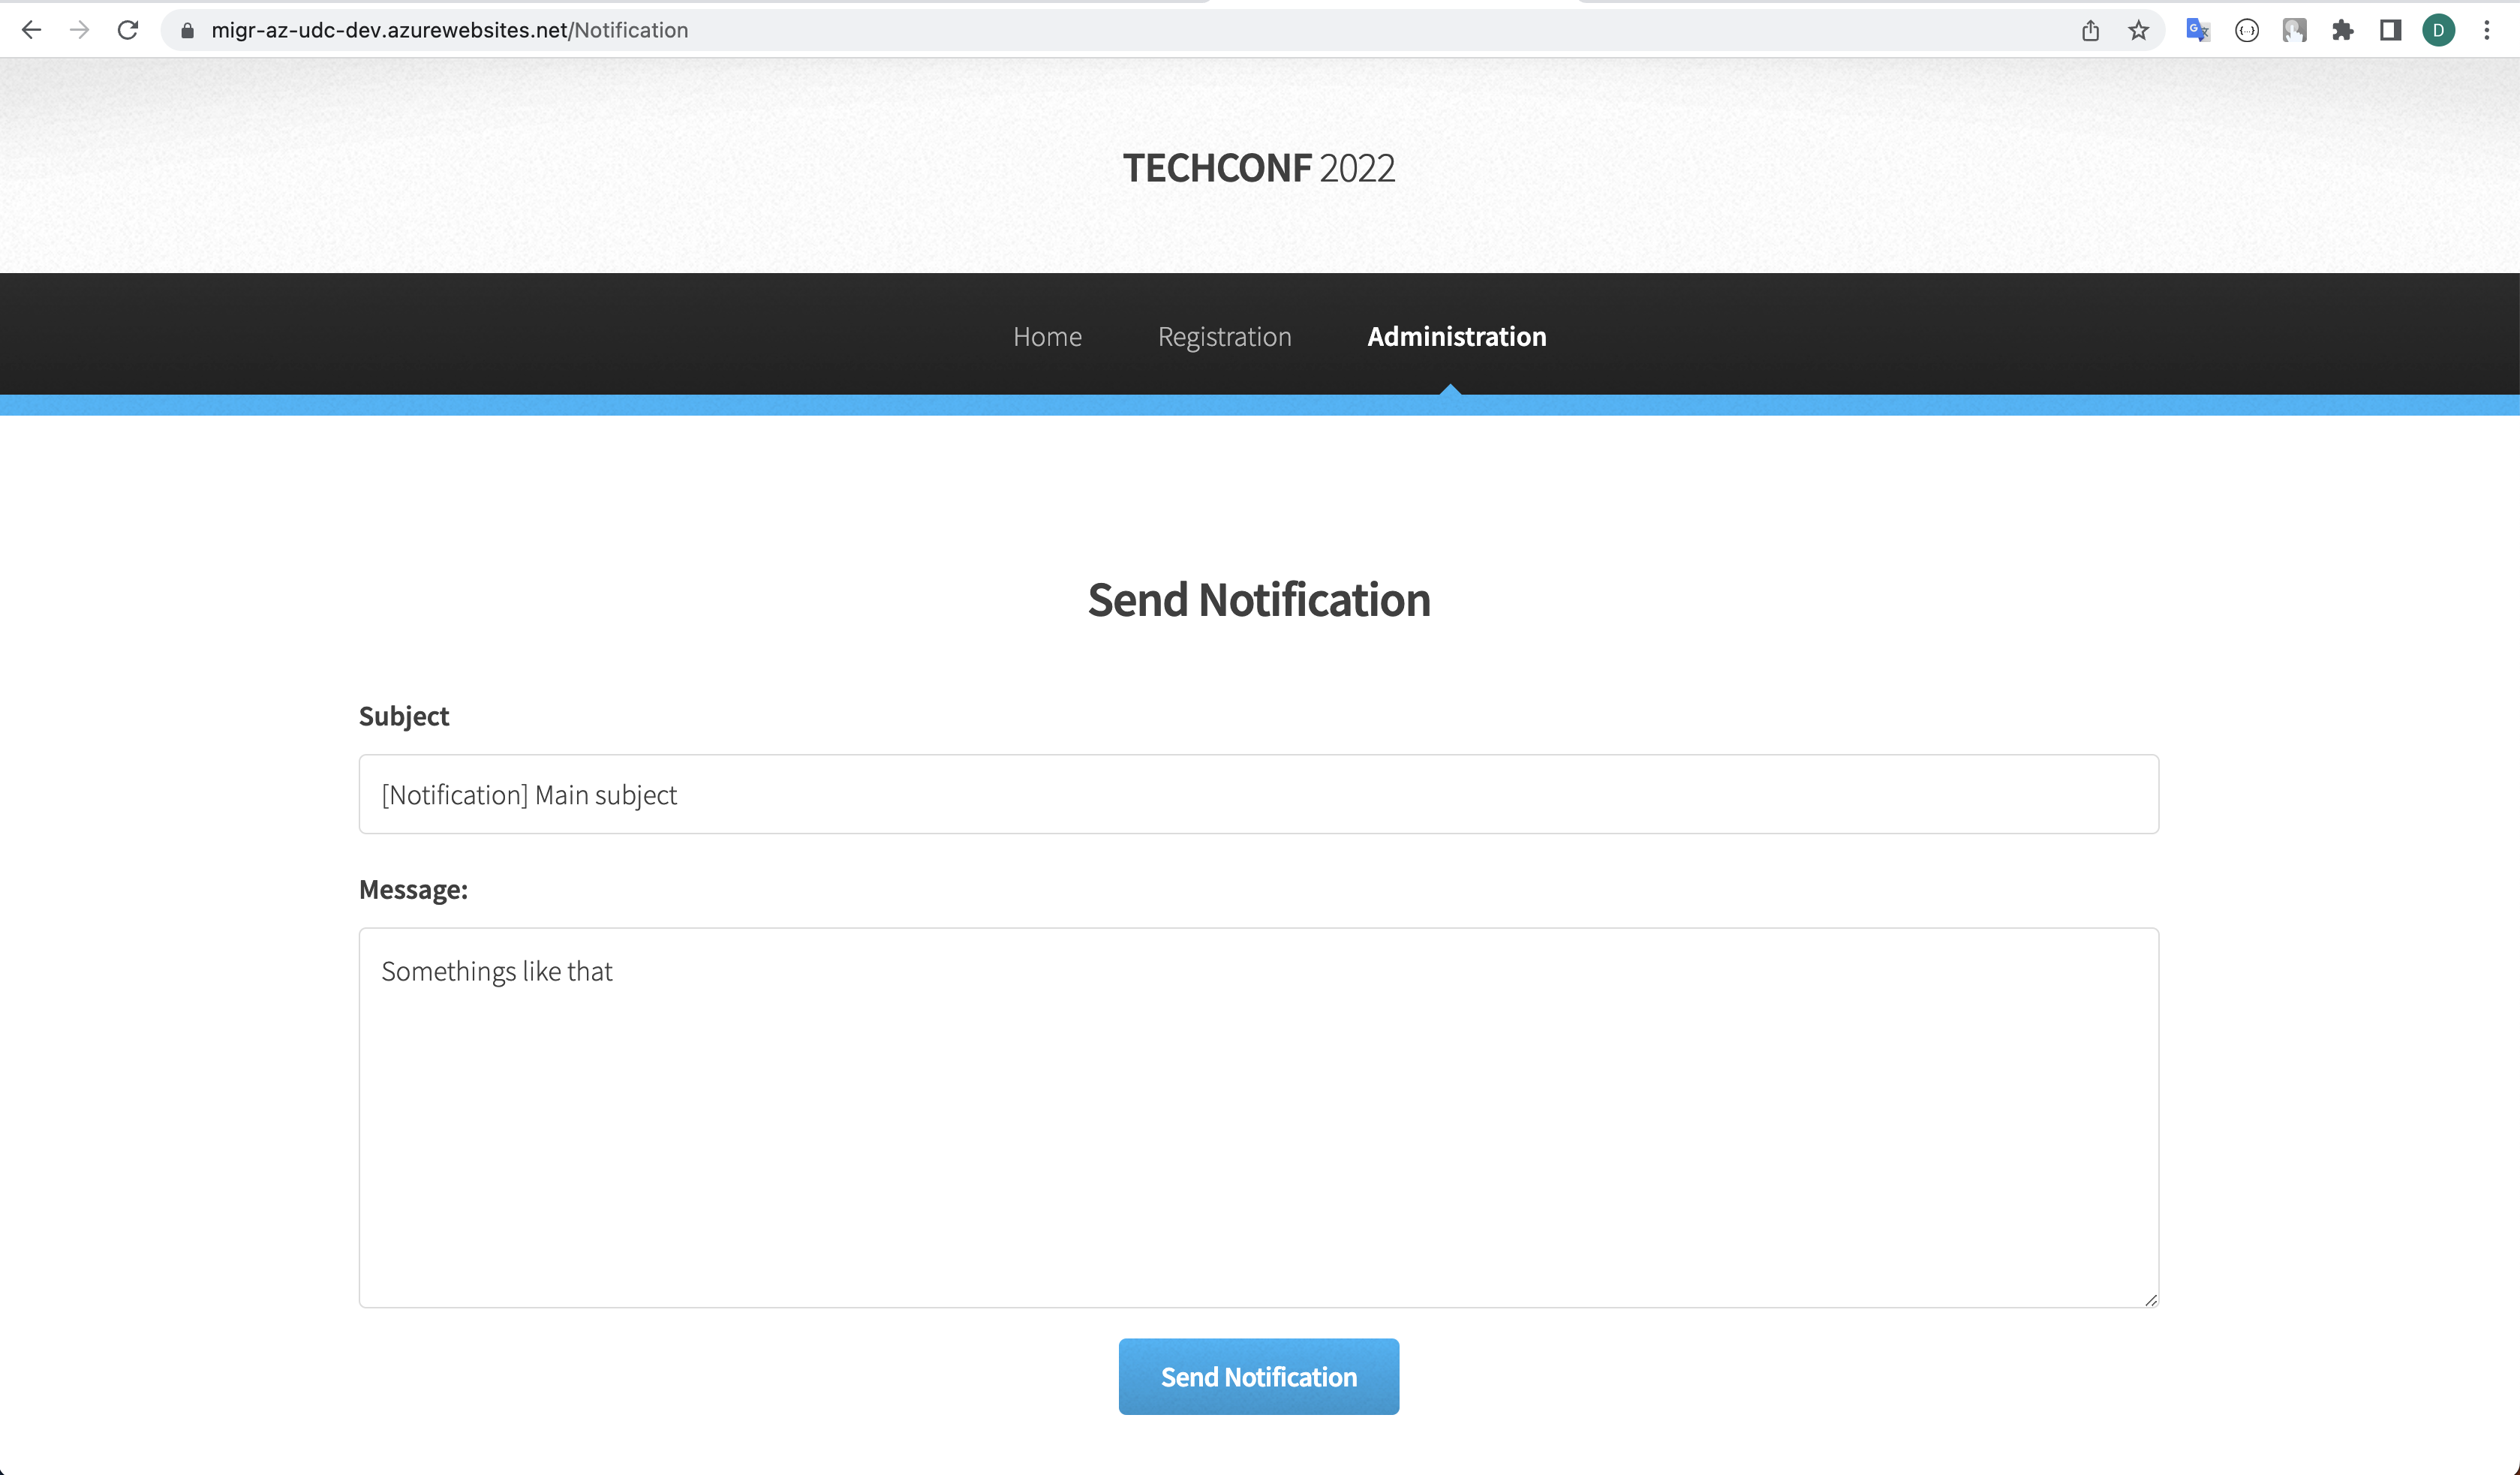 migr-az-udc-dev.azurewebsites.net/Notification
D
TECHCONF 2022
Home Registration Administration
Send Notification
Subject
[Notification] Main subject
Message:
Somethings like that
Send Notification